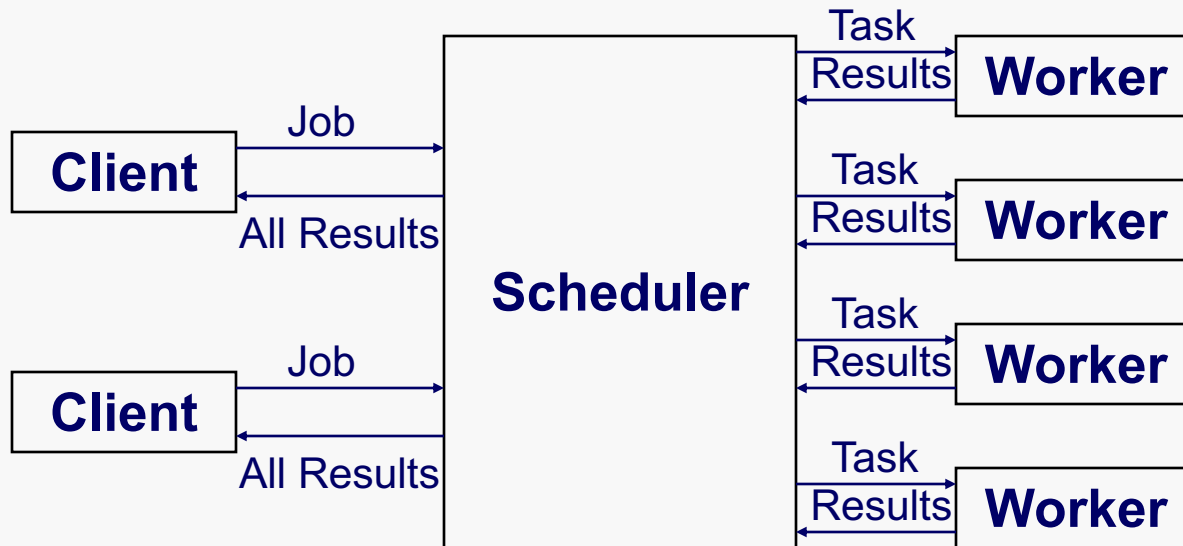 Task
Results
Worker
Job
Client
All Results
Task
Results
Worker
Scheduler
Task
Results
Worker
Job
Client
All Results
Task
Results
Worker